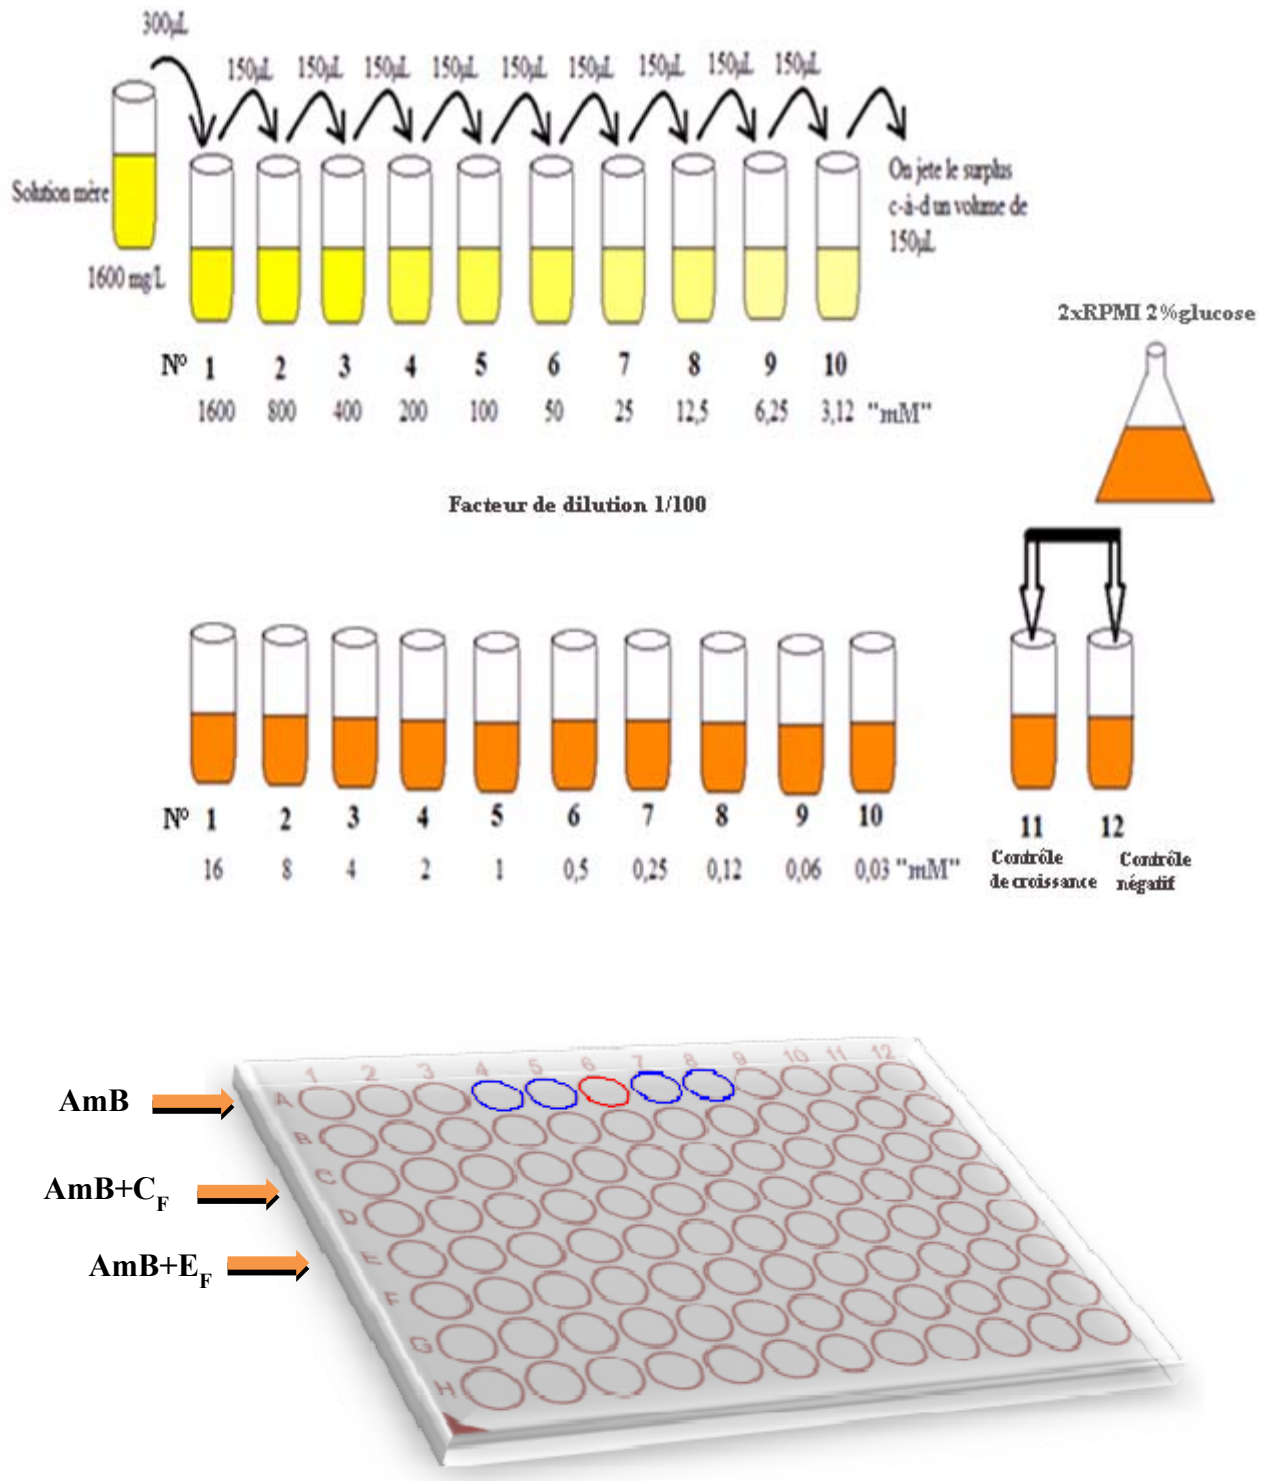 300µL
150µL 150µL 150µL 150µL 150µL 150µL 150µL 150µL 150µL
Solution mère
1600 mg/L
On jete le surplus
c-à-d un volume de
150µL
Nº 1 2 3 4 5 6 7 8 9 10
1600 800 400 200 100 50 25 12,5 6,25 3,12 "mM"
2xRPMI 2%glucose
Facteur de dilution 1/100
Nº 1 2 3 4 5 6 7 8 9 10 11 12
16 8 4 2 1 0,5 0,25 0,12 0,06 0,03 "mM"
Contrôle
de croissance
Contrôle
négatif
1 2 3 4 5 6 7 8 9 10 11 12
AmB
A
B
AmB+C_F
C
D
AmB+E_F
E
F
G
H